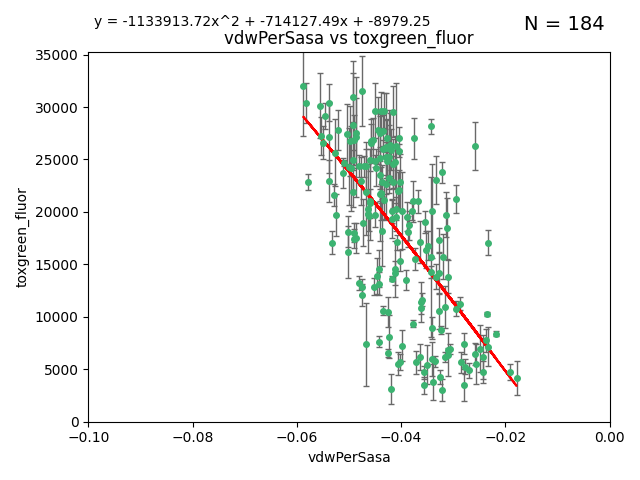 y = -1133913.72x^2 + -714127.49x + -8979.25
N = 184
vdwPerSasa vs toxgreen_fluor
35000
30000
25000
20000
15000
10000
5000
0
toxgreen_fluor
−0.10
−0.08
−0.06
−0.04
−0.02
0.00
vdwPerSasa